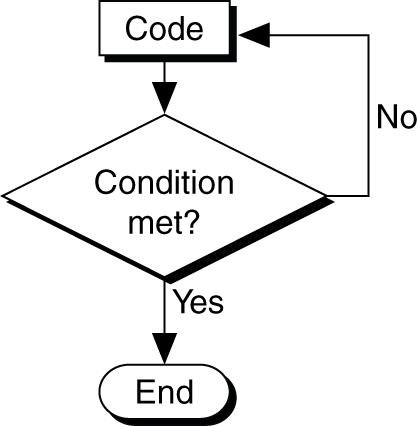 Code
No
Condition
met?
Yes
End